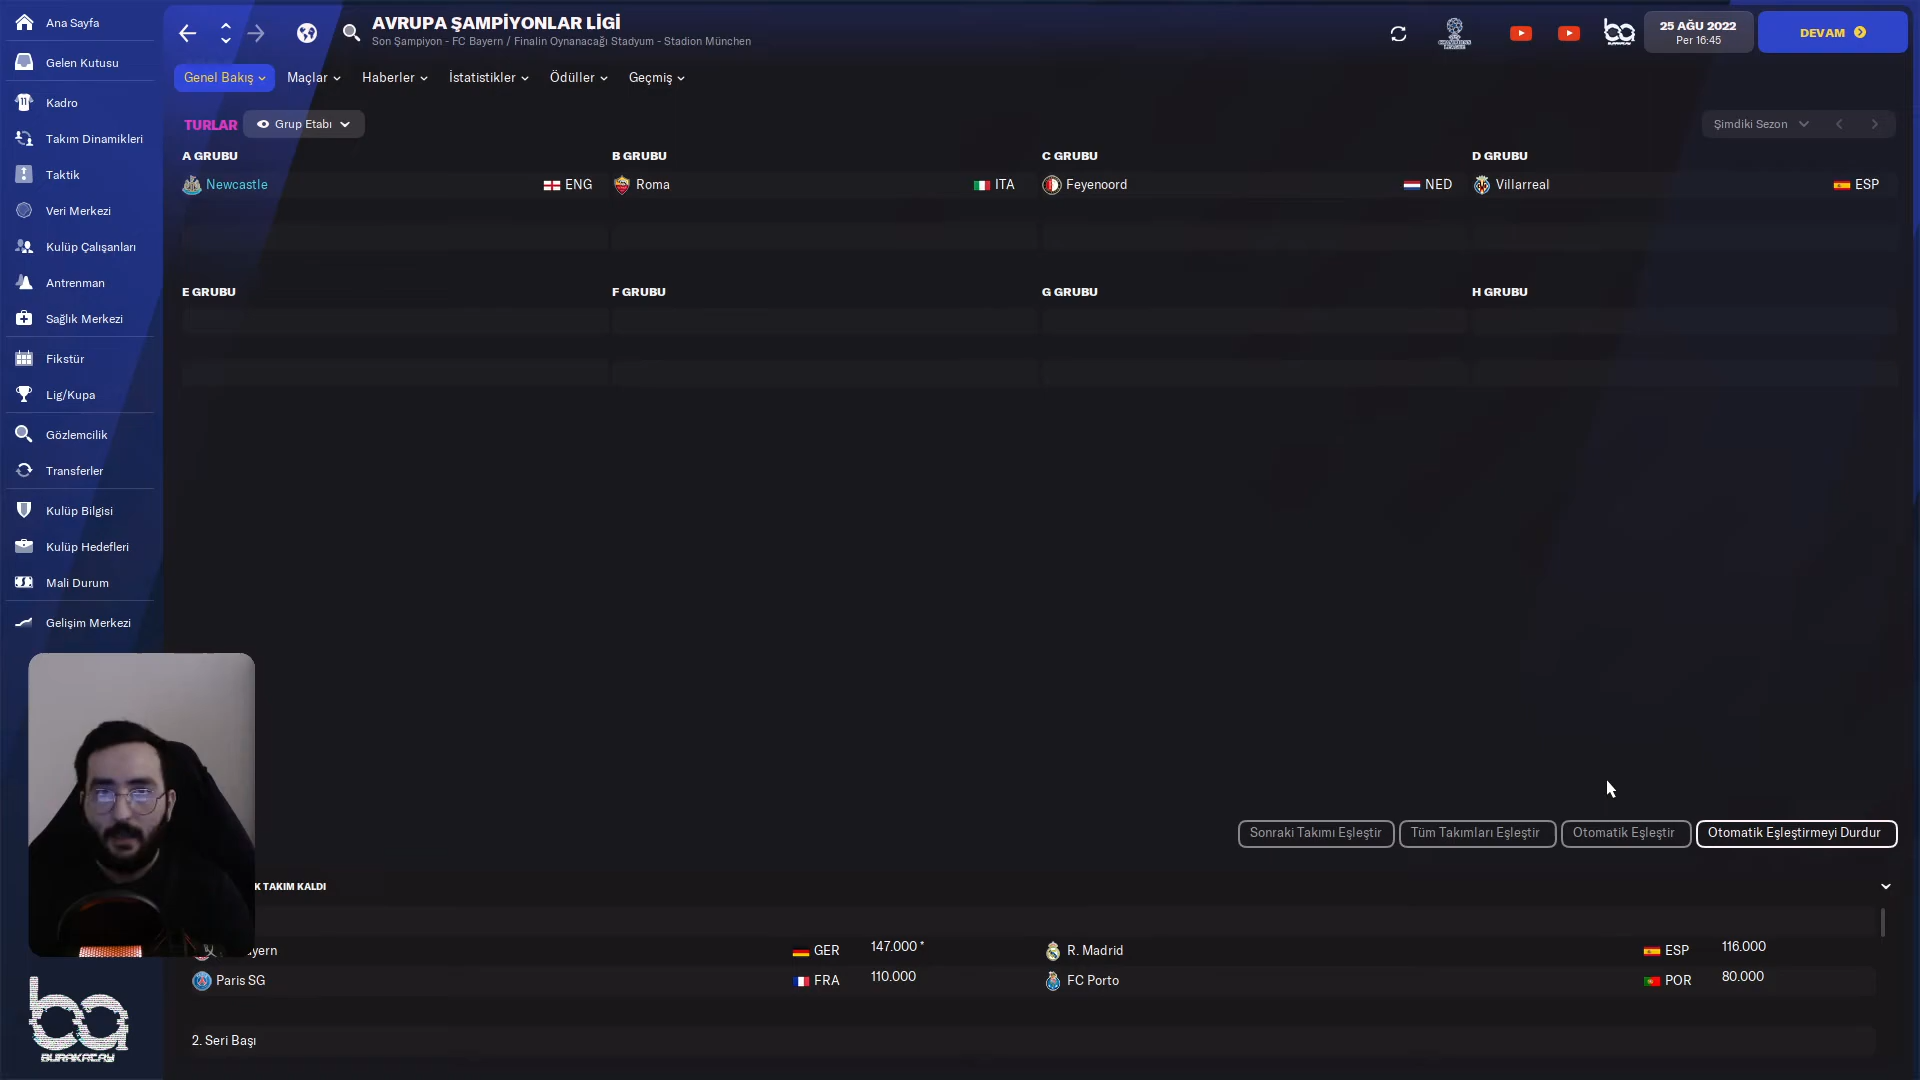 Ana Sayfa
Gelen Kutusu
Kadro
Takım Dinamikleri
Taktik
Veri Merkezi
Kulüp Çalışanları
Antrenman
Sağlık Merkezi
Fikstür
Lig/Kupa
Gözlemcilik
Transferler
Kulüp Bilgisi
Kulüp Hedefleri
Mali Durum
Gelişim Merkezi
AVRUPA ŞAMPİYONLAR LİGİ
Son Şampiyon - FC Bayern / Finalin Oynanacağı Stadyum - Stadion München
25 AĞU 2022
Per 16:45
DEVAM
Genel Bakış Maçlar Haberler İstatistikler Ödüller Geçmiş
TURLAR Grup Etabı Şimdiki Sezon
A GRUBU B GRUBU C GRUBU D GRUBU
Newcastle ENG Roma ITA Feyenoord NED Villarreal ESP
E GRUBU F GRUBU G GRUBU H GRUBU
Sonraki Takımı Eşleştir Tüm Takımları Eşleştir Otomatik Eşleştir Otomatik Eşleştirmeyi Durdur
K TAKIM KALDI
ayern GER 147.000 * R. Madrid ESP 116.000
Paris SG FRA 110.000 FC Porto POR 80.000
2. Seri Başı
ba
BURAKATAY